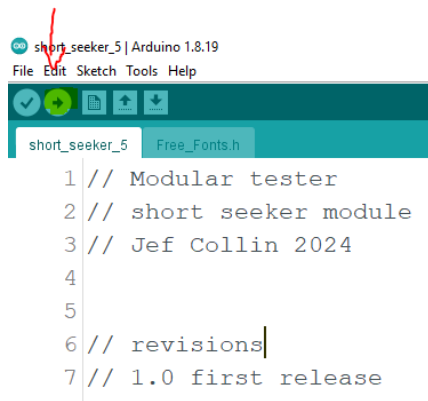 short_seeker_5 | Arduino 1.8.19
File Edit Sketch Tools Help
short_seeker_5 Free_Fonts.h
1 // Modular tester
2 // short seeker module
3 // Jef Collin 2024
4
5
6 // revisions
7 // 1.0 first release